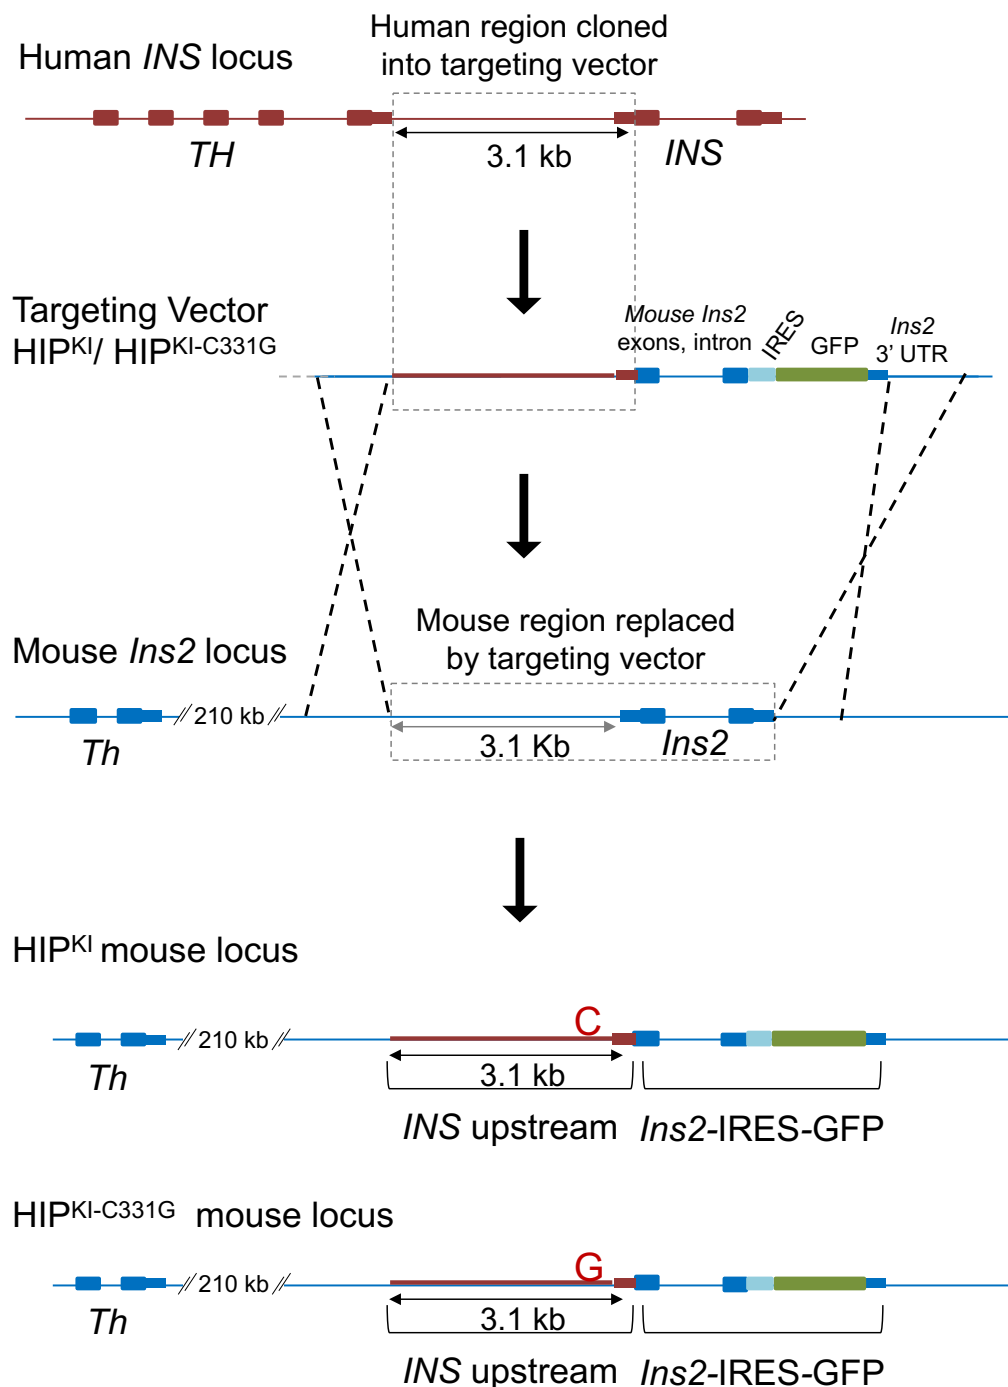 Human region cloned
into targeting vector
Human INS locus
TH
3.1 kb
INS
Targeting Vector
HIPKI/ HIPKI-C331G
Mouse Ins2
exons, intron
IRES
GFP
Ins2
3’ UTR
Mouse region replaced
by targeting vector
Mouse Ins2 locus
// 210 kb //
Th
3.1 Kb
Ins2
HIPKI mouse locus
C
// 210 kb //
Th
3.1 kb
INS upstream
Ins2-IRES-GFP
HIPKI-C331G mouse locus
G
// 210 kb //
Th
3.1 kb
INS upstream
Ins2-IRES-GFP